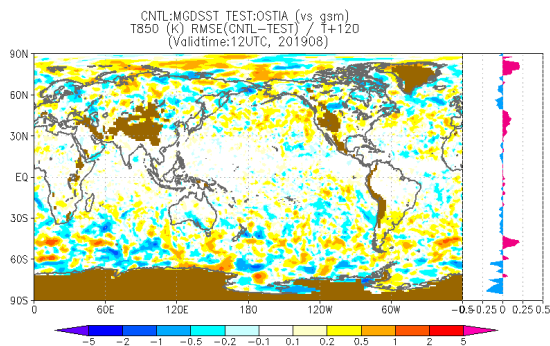 CNTL:MGDSST TEST:OSTIA (vs gsm)
T850 (K) RMSE(CNTL-TEST) / T+120
(Validtime:12UTC, 201908)
90N
60N
30N
EQ
30S
60S
90S
0 60E 120E 180 120W 60W 0
-0.5 -0.25 0 0.25 0.5
-5 -2 -1 -0.5 -0.2 -0.1 0.1 0.2 0.5 1 2 5